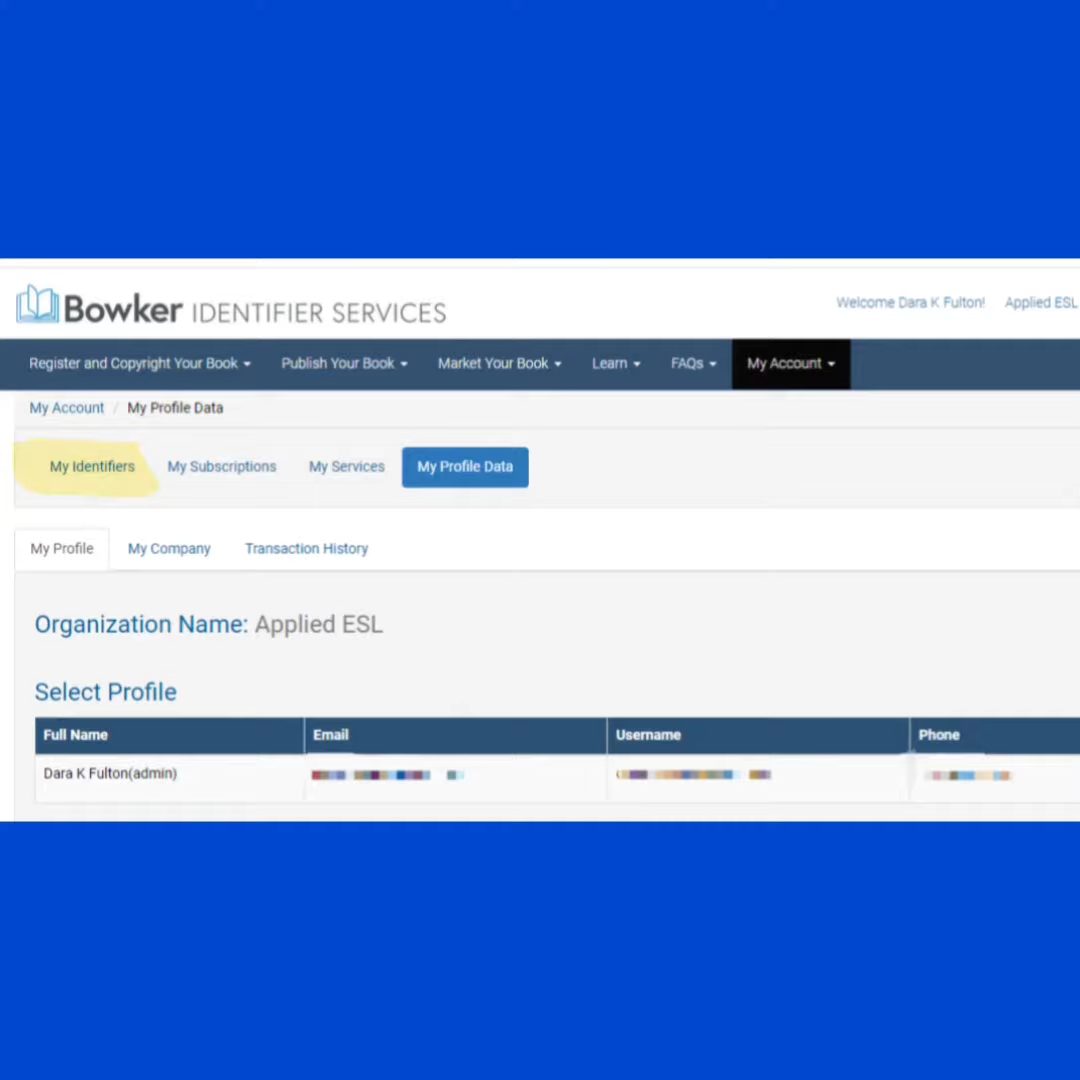 Bowker IDENTIFIER SERVICES
Welcome Dara K Fulton! Applied ESL
Register and Copyright Your Book Publish Your Book Market Your Book Learn FAQs My Account
My Account / My Profile Data
My Identifiers My Subscriptions My Services My Profile Data
My Profile My Company Transaction History
Organization Name: Applied ESL
Select Profile
Full Name Email Username Phone
Dara K Fulton(admin)